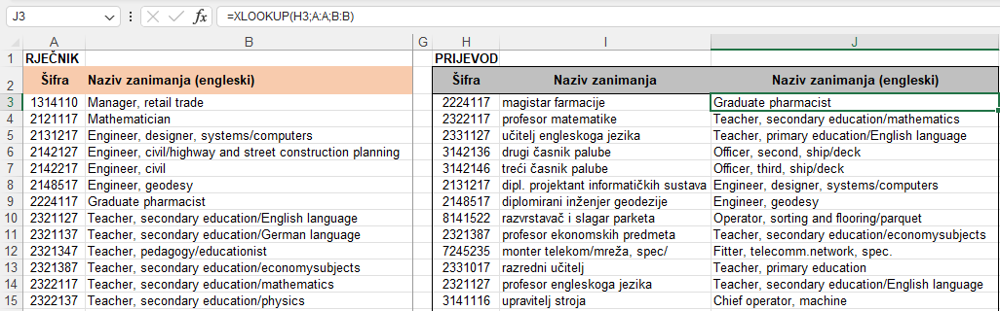 J3 fx =XLOOKUP(H3;A:A;B:B)
A B G H I J
1 RJEČNIK PRIJEVOD
2 Šifra Naziv zanimanja (engleski) Šifra Naziv zanimanja Naziv zanimanja (engleski)
3 1314110 Manager, retail trade 2224117 magistar farmacije Graduate pharmacist
4 2121117 Mathematician 2322117 profesor matematike Teacher, secondary education/mathematics
5 2131217 Engineer, designer, systems/computers 2331127 učitelj engleskoga jezika Teacher, primary education/English language
6 2142127 Engineer, civil/highway and street construction planning 3142136 drugi časnik palube Officer, second, ship/deck
7 2142217 Engineer, civil 3142146 treći časnik palube Officer, third, ship/deck
8 2148517 Engineer, geodesy 2131217 dipl. projektant informatičkih sustava Engineer, designer, systems/computers
9 2224117 Graduate pharmacist 2148517 diplomirani inženjer geodezije Engineer, geodesy
10 2321127 Teacher, secondary education/English language 8141522 razvrstavač i slagar parketa Operator, sorting and flooring/parquet
11 2321137 Teacher, secondary education/German language 2321387 profesor ekonomskih predmeta Teacher, secondary education/economysubjects
12 2321347 Teacher, pedagogy/educationist 7245235 monter telekom/mreža, spec/ Fitter, telecomm.network, spec.
13 2321387 Teacher, secondary education/economysubjects 2331017 razredni učitelj Teacher, primary education
14 2322117 Teacher, secondary education/mathematics 2321127 profesor engleskoga jezika Teacher, secondary education/English language
15 2322137 Teacher, secondary education/physics 3141116 upravitelj stroja Chief operator, machine